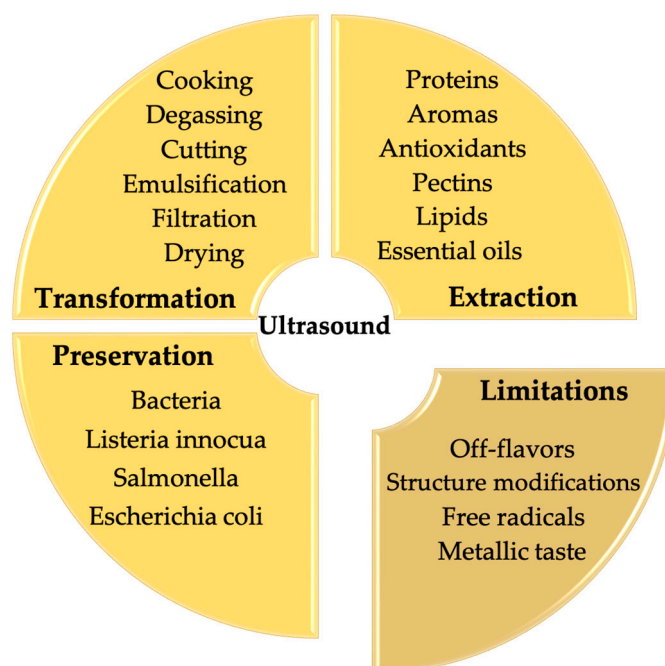 Cooking
Degassing
Cutting
Emulsification
Filtration
Drying
Transformation
Proteins
Aromas
Antioxidants
Pectins
Lipids
Essential oils
Extraction
Ultrasound
Preservation
Bacteria
Listeria innocua
Salmonella
Escherichia coli
Limitations
Off-flavors
Structure modifications
Free radicals
Metallic taste